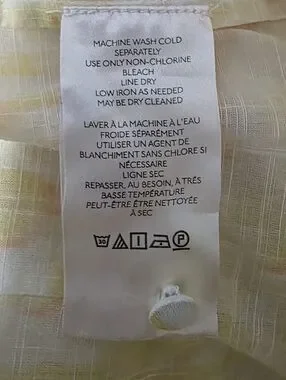 MACHINE WASH COLD
SEPARATELY
USE ONLY NON-CHLORINE
BLEACH
LINE DRY
LOW IRON AS NEEDED
MAY BE DRY CLEANED
LAVER À LA MACHINE À L'EAU
FROIDE SÉPARÉMENT
UTILISER UN AGENT DE
BLANCHIMENT SANS CHLORE SI
NÉCESSAIRE
LIGNE SEC
REPASSER, AU BESOIN, À TRÈS
BASSE TEMPÉRATURE
PEUT-ÊTRE ÊTRE NETTOYÉE
À SEC
30 P